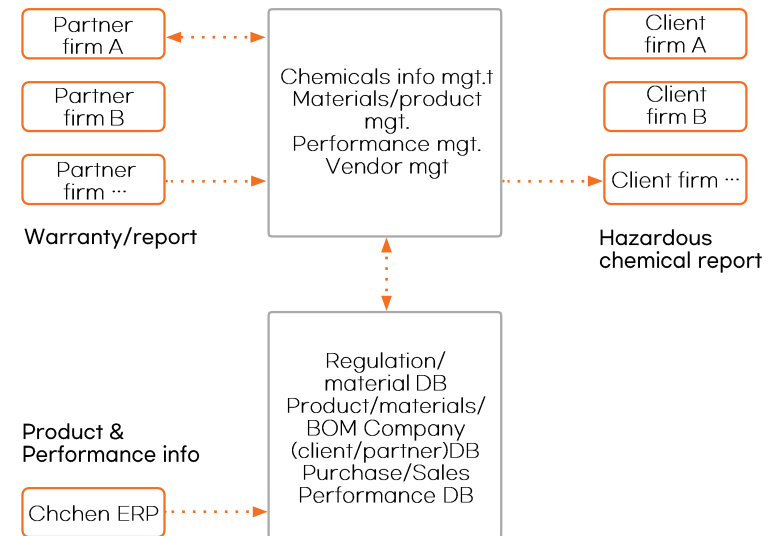 Partner
firm A
Partner
firm B
Partner
firm ···
Warranty/report
Chemicals info mgt.t
Materials/product
mgt.
Performance mgt.
Vendor mgt
Client
firm A
Client
firm B
Client firm ···
Hazardous
chemical report
Regulation/
material DB
Product/materials/
BOM Company
(client/partner)DB
Purchase/Sales
Performance DB
Product &
Performance info
Chchen ERP